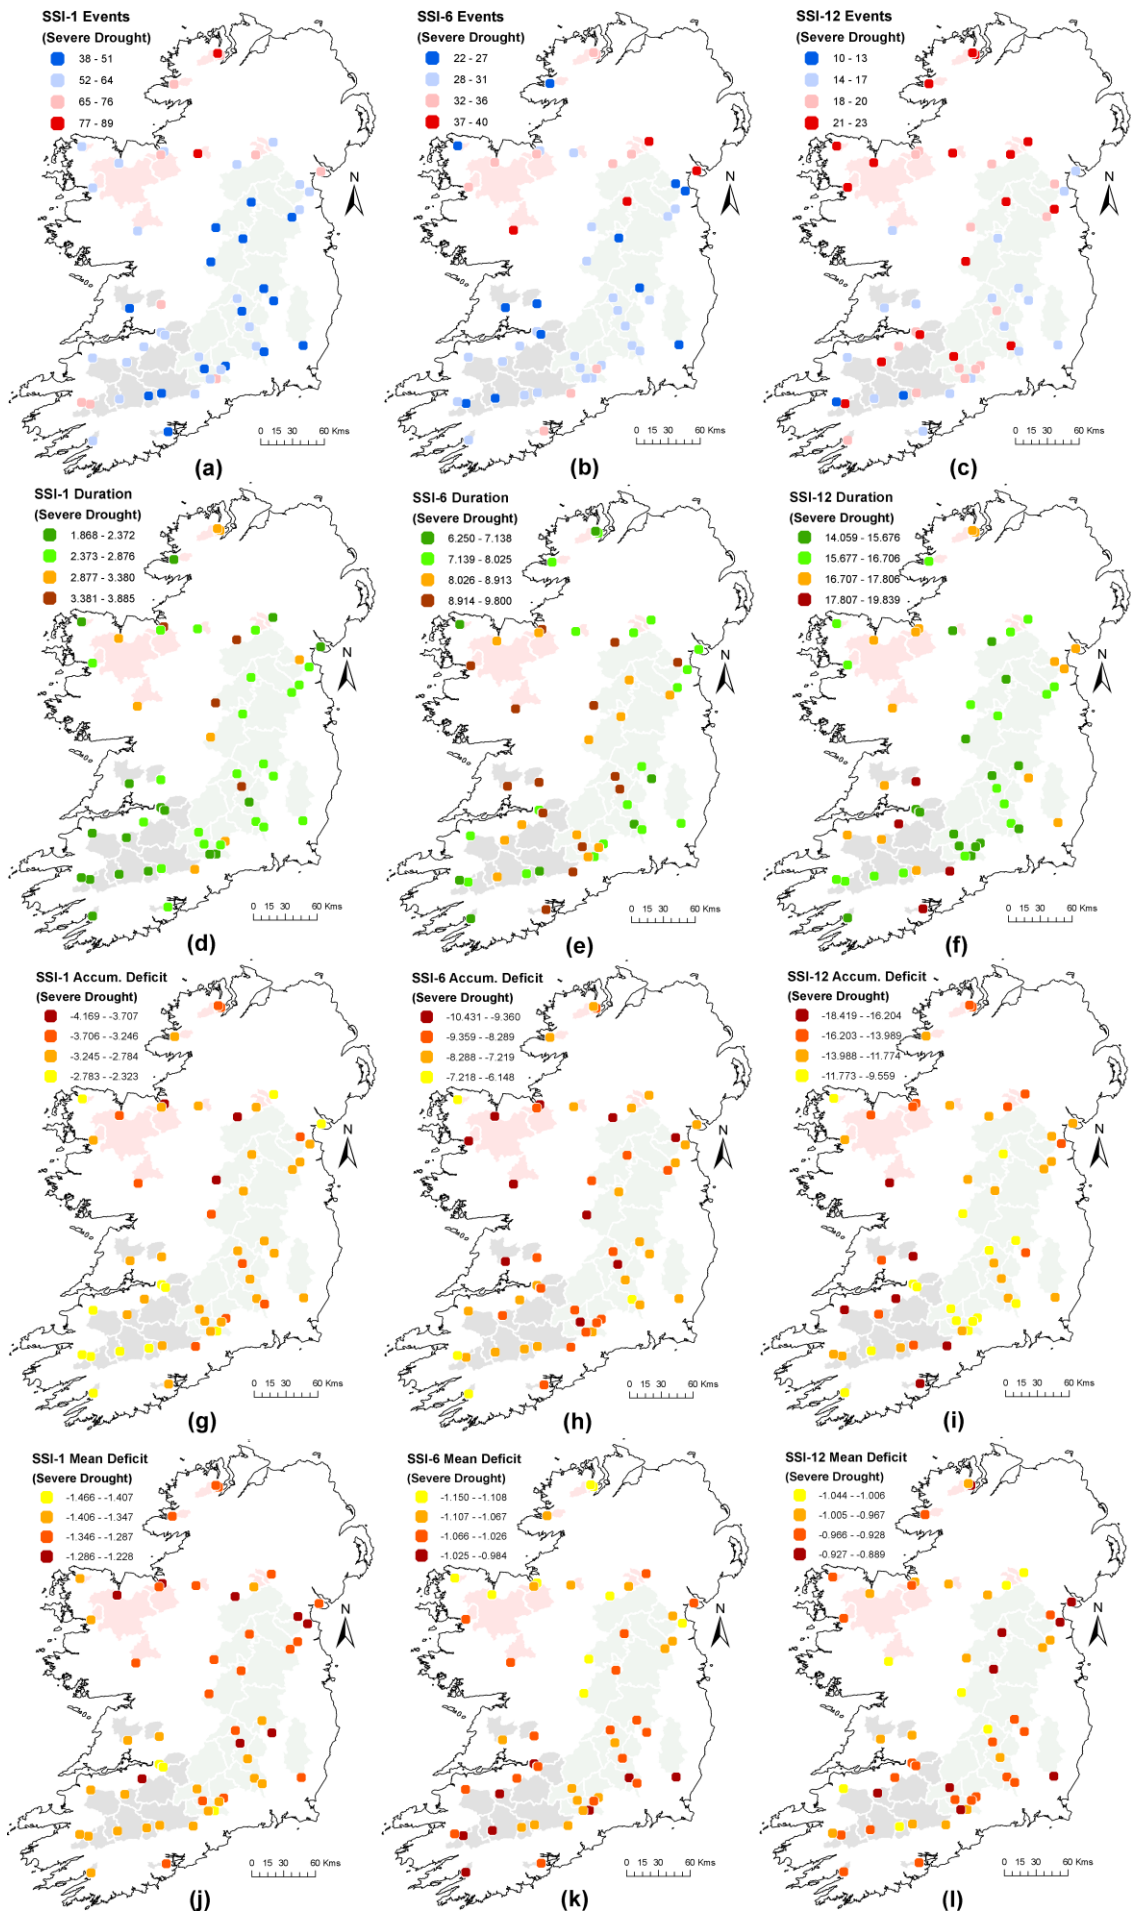 SSI-1 Events
(Severe Drought)
38 - 51
52 - 64
65 - 76
77 - 89
N
0 15 30 60 Kms
(a)
SSI-6 Events
(Severe Drought)
22 - 27
28 - 31
32 - 36
37 - 40
N
0 15 30 60 Kms
(b)
SSI-12 Events
(Severe Drought)
10 - 13
14 - 17
18 - 20
21 - 23
N
0 15 30 60 Kms
(c)
SSI-1 Duration
(Severe Drought)
1.868 - 2.372
2.373 - 2.876
2.877 - 3.380
3.381 - 3.885
N
0 15 30 60 Kms
(d)
SSI-6 Duration
(Severe Drought)
6.250 - 7.138
7.139 - 8.025
8.026 - 8.913
8.914 - 9.800
N
0 15 30 60 Kms
(e)
SSI-12 Duration
(Severe Drought)
14.059 - 15.676
15.677 - 16.706
16.707 - 17.806
17.807 - 19.839
N
0 15 30 60 Kms
(f)
SSI-1 Accum. Deficit
(Severe Drought)
-4.169 - -3.707
-3.706 - -3.246
-3.245 - -2.784
-2.783 - -2.323
N
0 15 30 60 Kms
(g)
SSI-6 Accum. Deficit
(Severe Drought)
-10.431 - -9.360
-9.359 - -8.289
-8.288 - -7.219
-7.218 - -6.148
N
0 15 30 60 Kms
(h)
SSI-12 Accum. Deficit
(Severe Drought)
-18.419 - -16.204
-16.203 - -13.989
-13.988 - -11.774
-11.773 - -9.559
N
0 15 30 60 Kms
(i)
SSI-1 Mean Deficit
(Severe Drought)
-1.466 - -1.407
-1.406 - -1.347
-1.346 - -1.287
-1.286 - -1.228
N
0 15 30 60 Kms
(j)
SSI-6 Mean Deficit
(Severe Drought)
-1.150 - -1.108
-1.107 - -1.067
-1.066 - -1.026
-1.025 - -0.984
N
0 15 30 60 Kms
(k)
SSI-12 Mean Deficit
(Severe Drought)
-1.044 - -1.006
-1.005 - -0.967
-0.966 - -0.928
-0.927 - -0.889
N
0 15 30 60 Kms
(l)